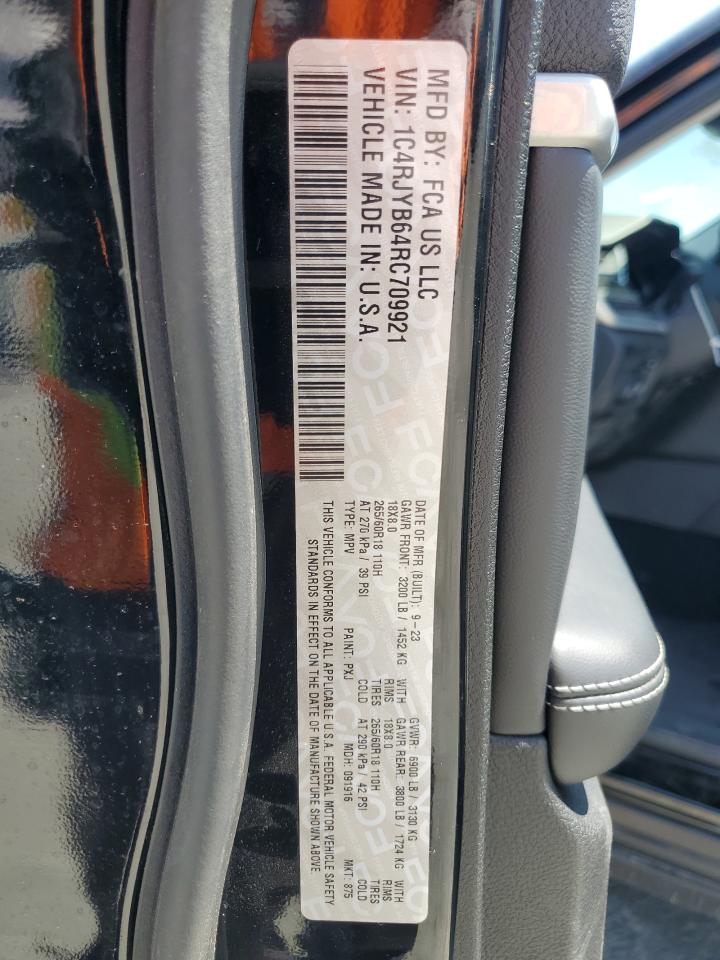 MFD BY: FCA US LLC
VIN: 1C4RJYB64RC709921
VEHICLE MADE IN: U.S.A.
DATE OF MFR (BUILT): 9-23 GVWR: 6900 LB / 3130 KG
GAWR FRONT: 3200 LB / 1452 KG WITH GAWR REAR: 3800 LB / 1724 KG WITH
18X8.0 RIMS 18X8.0 RIMS
265/60R18 110H TIRES 265/60R18 110H TIRES
AT 270 kPa / 39 PSI COLD AT 290 kPa / 42 PSI COLD
TYPE: MPV PAINT: PXJ MDH: 091916 MKT: 875
THIS VEHICLE CONFORMS TO ALL APPLICABLE U.S.A. FEDERAL MOTOR VEHICLE SAFETY
STANDARDS IN EFFECT ON THE DATE OF MANUFACTURE SHOWN ABOVE.